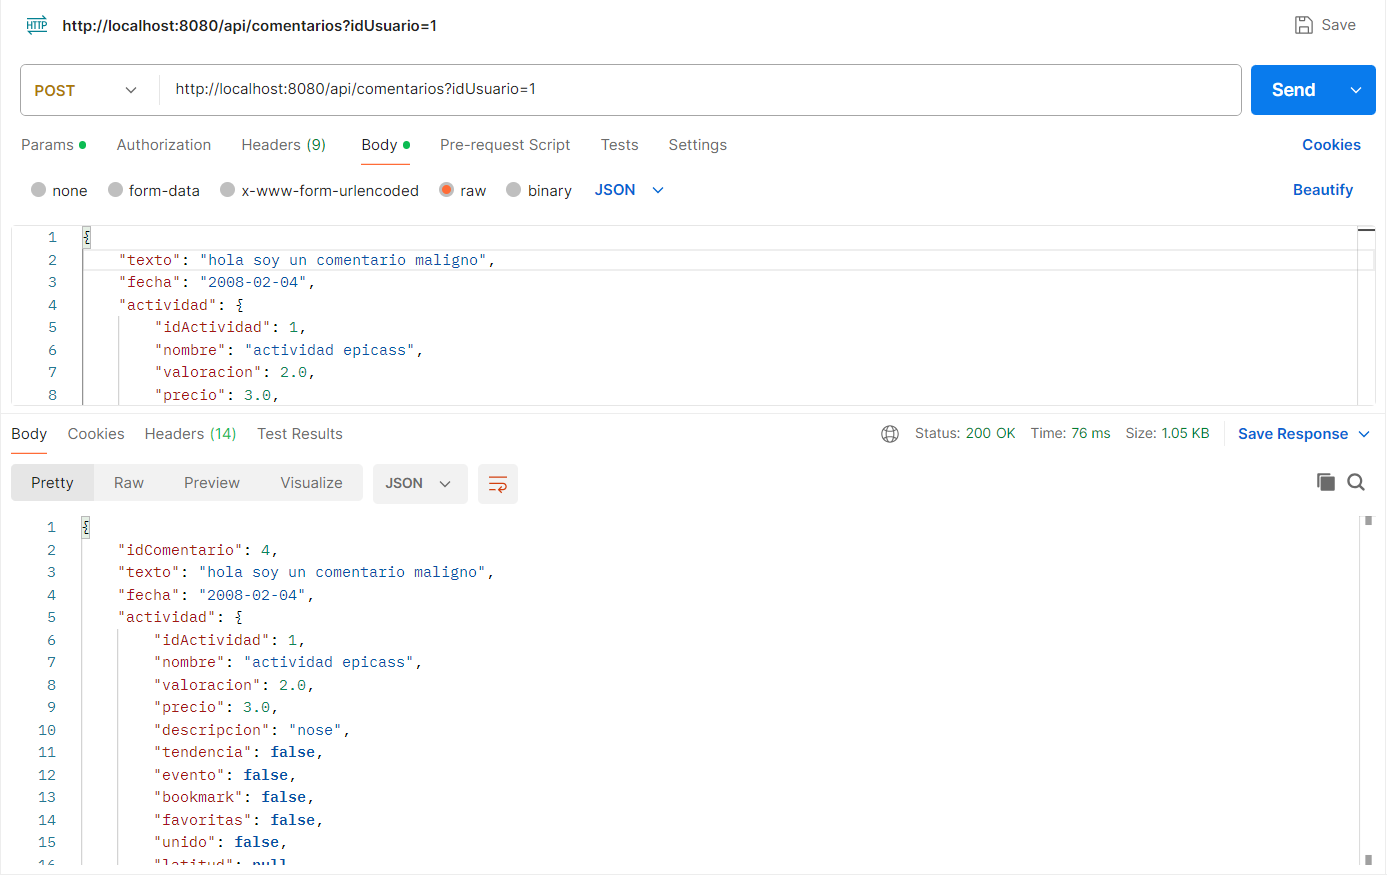 HTTP http://localhost:8080/api/comentarios?idUsuario=1 Save
POST http://localhost:8080/api/comentarios?idUsuario=1 Send
Params Authorization Headers (9) Body Pre-request Script Tests Settings Cookies
none form-data x-www-form-urlencoded raw binary JSON Beautify
1 {
2 "texto": "hola soy un comentario maligno",
3 "fecha": "2008-02-04",
4 "actividad": {
5 "idActividad": 1,
6 "nombre": "actividad epicass",
7 "valoracion": 2.0,
8 "precio": 3.0,
Body Cookies Headers (14) Test Results Status: 200 OK Time: 76 ms Size: 1.05 KB Save Response
Pretty Raw Preview Visualize JSON
1 {
2 "idComentario": 4,
3 "texto": "hola soy un comentario maligno",
4 "fecha": "2008-02-04",
5 "actividad": {
6 "idActividad": 1,
7 "nombre": "actividad epicass",
8 "valoracion": 2.0,
9 "precio": 3.0,
10 "descripcion": "nose",
11 "tendencia": false,
12 "evento": false,
13 "bookmark": false,
14 "favoritas": false,
15 "unido": false,
16 "latitud": null